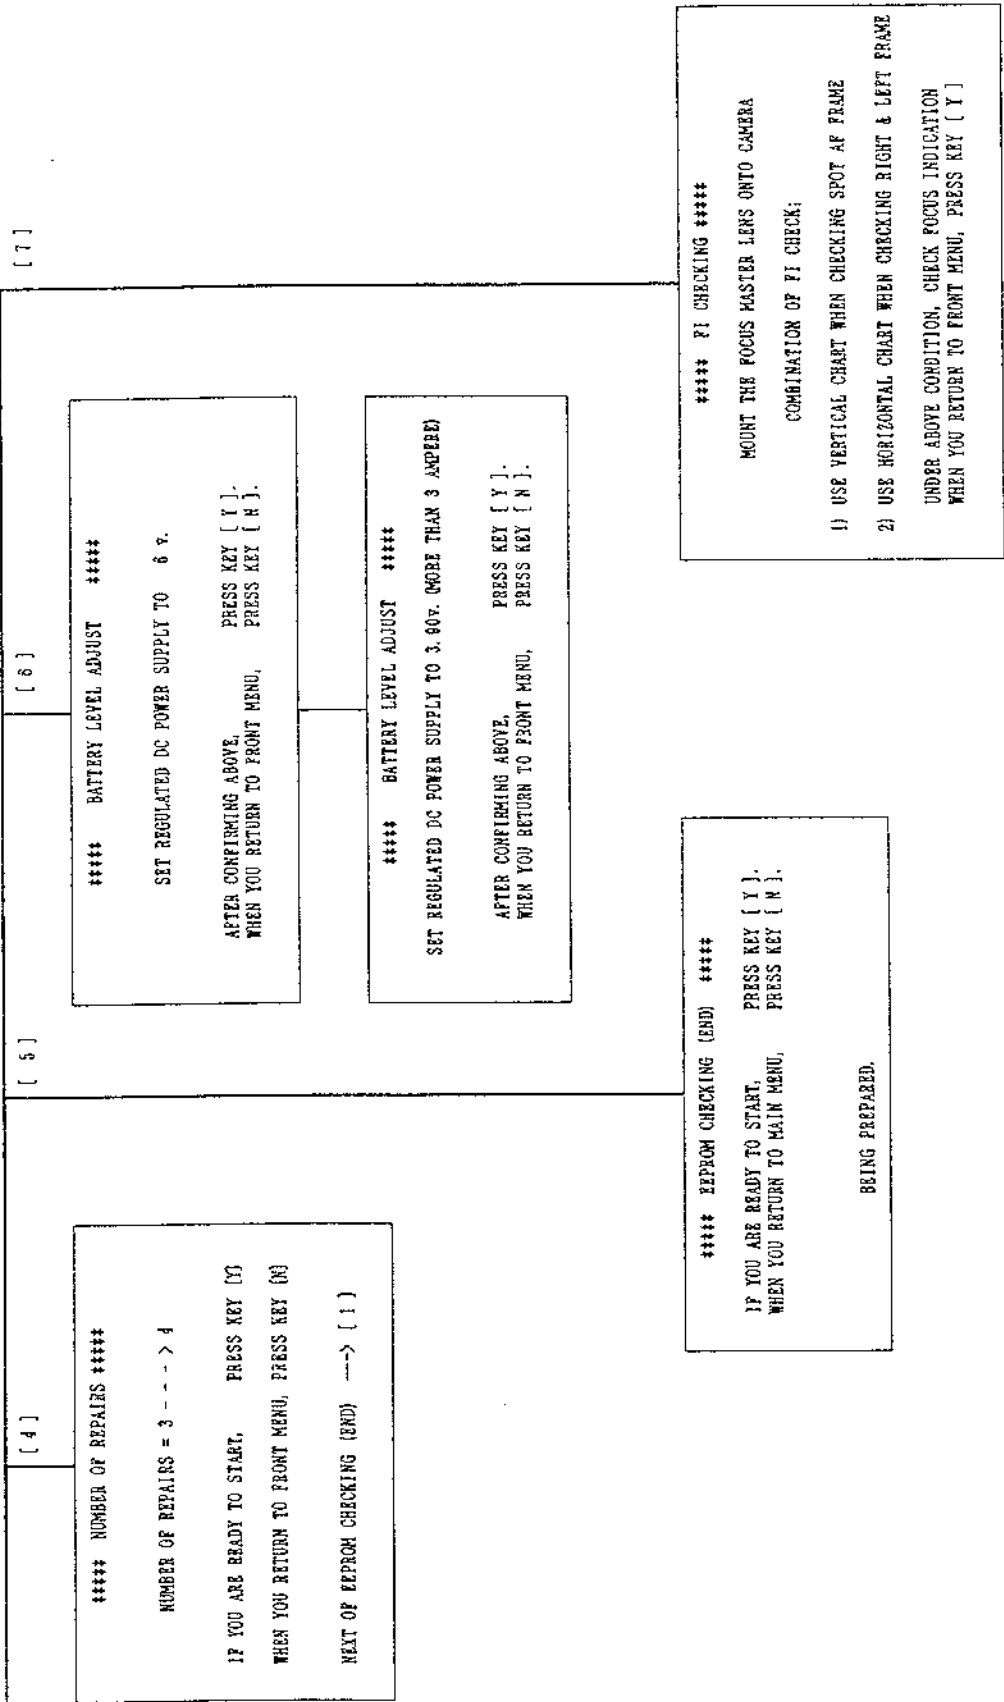 [ 4 ]
***** NUMBER OF REPAIRS *****
NUMBER OF REPAIRS = 3 - - - > 4
IF YOU ARE READY TO START, PRESS KEY [Y]
WHEN YOU RETURN TO FRONT MENU, PRESS KEY [N]
NEXT OF EEPROM CHECKING (END) ---> [ 1 ]
[ 5 ]
***** EEPROM CHECKING (END) *****
IF YOU ARE READY TO START, PRESS KEY [ Y ].
WHEN YOU RETURN TO MAIN MENU, PRESS KEY [ N ].
BEING PREPARED.
[ 6 ]
***** BATTERY LEVEL ADJUST *****
SET REGULATED DC POWER SUPPLY TO 6 v.
AFTER CONFIRMING ABOVE, PRESS KEY [ Y ].
WHEN YOU RETURN TO FRONT MENU, PRESS KEY [ N ].
***** BATTERY LEVEL ADJUST *****
SET REGULATED DC POWER SUPPLY TO 3.90v. (MORE THAN 3 AMPERE)
AFTER CONFIRMING ABOVE, PRESS KEY [ Y ].
WHEN YOU RETURN TO FRONT MENU, PRESS KEY [ N ].
[ 7 ]
***** FI CHECKING *****
MOUNT THE FOCUS MASTER LENS ONTO CAMERA
COMBINATION OF FI CHECK;
1) USE VERTICAL CHART WHEN CHECKING SPOT AF FRAME
2) USE HORIZONTAL CHART WHEN CHECKING RIGHT & LEFT FRAME
UNDER ABOVE CONDITION, CHECK FOCUS INDICATION
WHEN YOU RETURN TO FRONT MENU, PRESS KEY [ Y ]